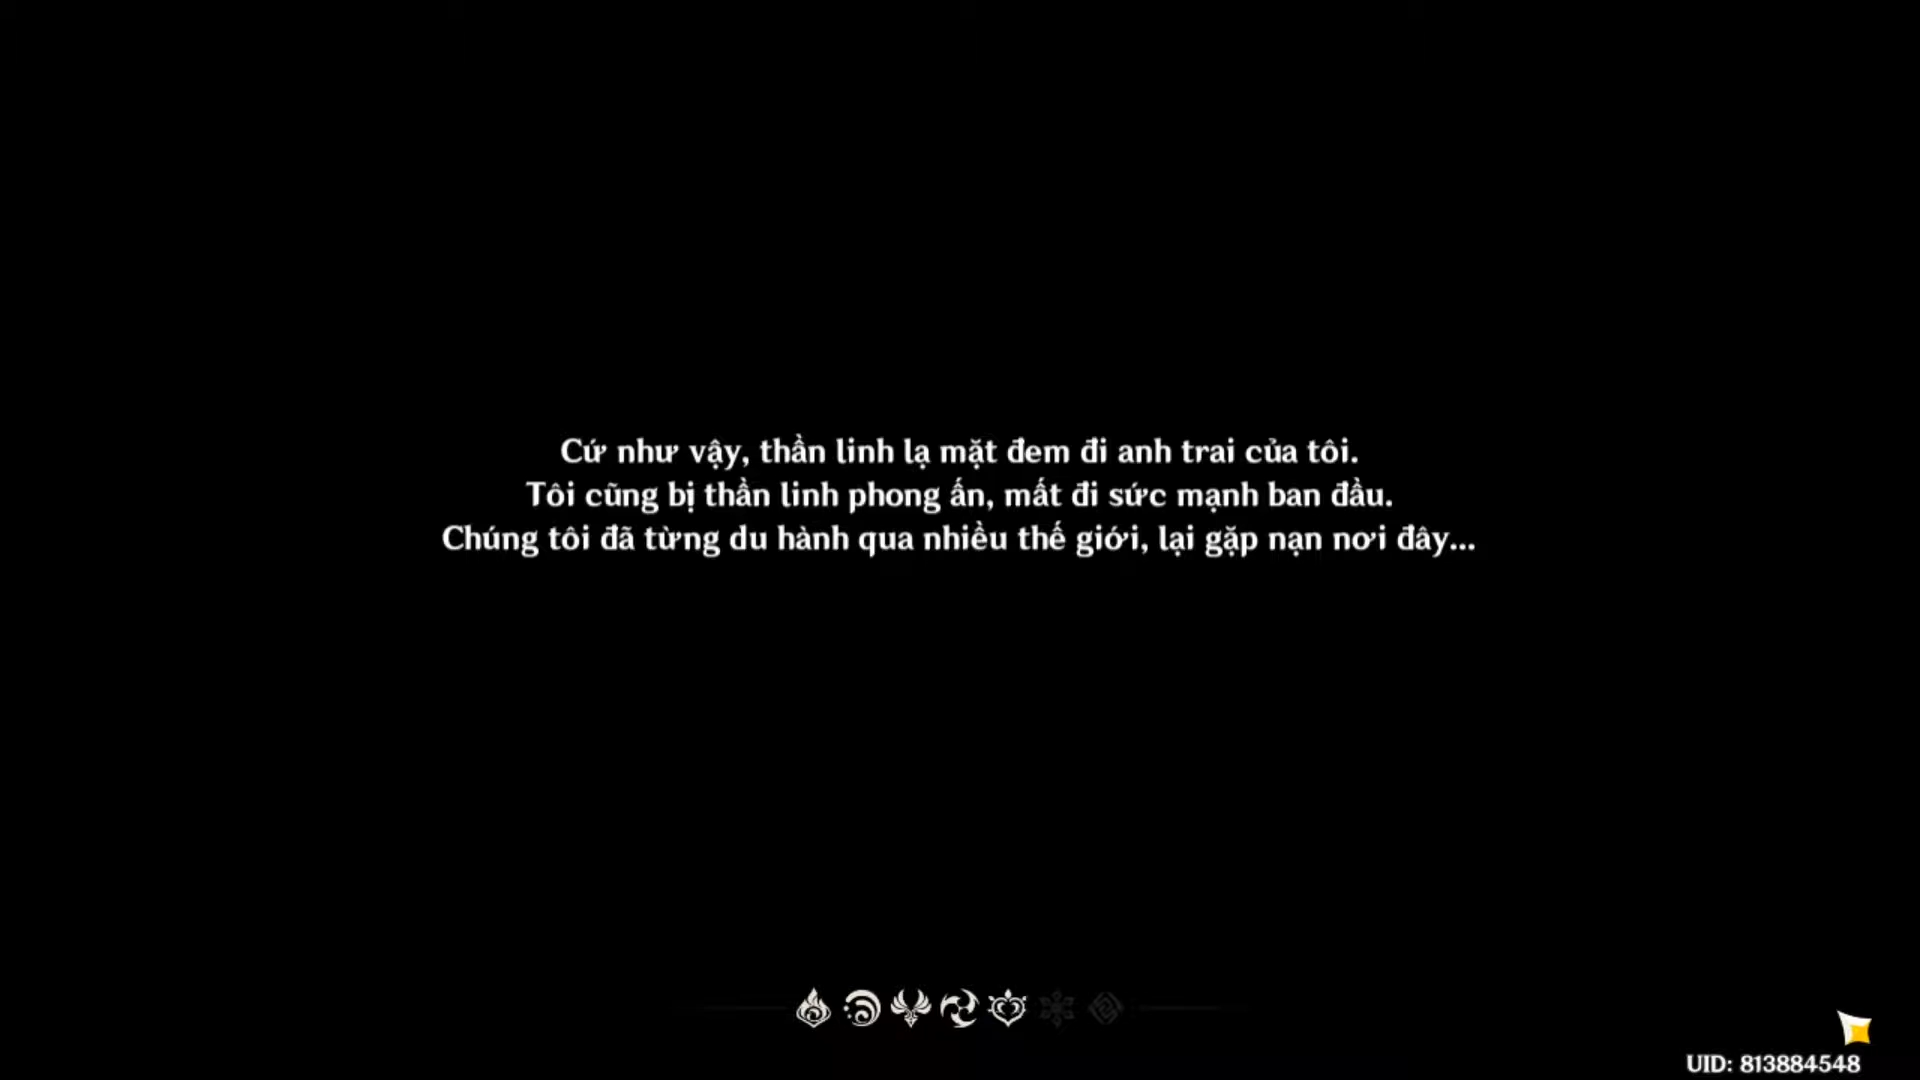 Cứ như vậy, thần linh lạ mặt đem đi anh trai của tôi.
Tôi cũng bị thần linh phong ấn, mất đi sức mạnh ban đầu.
Chúng tôi đã từng du hành qua nhiều thế giới, lại gặp nạn nơi đây...
UID: 813884548